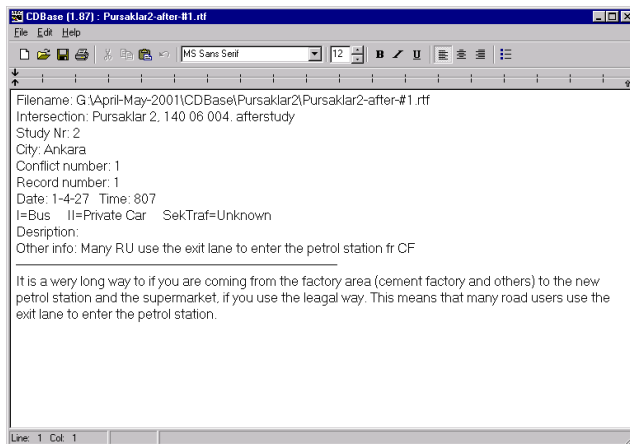 CDBase (1.87) : Pursaklar2-after-#1.rtf
File Edit Help
MS Sans Serif 12 B I U
Filename: G:\April-May-2001\CDBase\Pursaklar2\Pursaklar2-after-#1.rtf
Intersection: Pursaklar 2, 140 06 004. afterstudy
Study Nr: 2
City: Ankara
Conflict number: 1
Record number: 1
Date: 1-4-27 Time: 807
I=Bus II=Private Car SekTraf=Unknown
Desription:
Other info: Many RU use the exit lane to enter the petrol station fr CF
It is a wery long way to if you are coming from the factory area (cement factory and others) to the new
petrol station and the supermarket, if you use the leagal way. This means that many road users use the
exit lane to enter the petrol station.
Line: 1 Col: 1